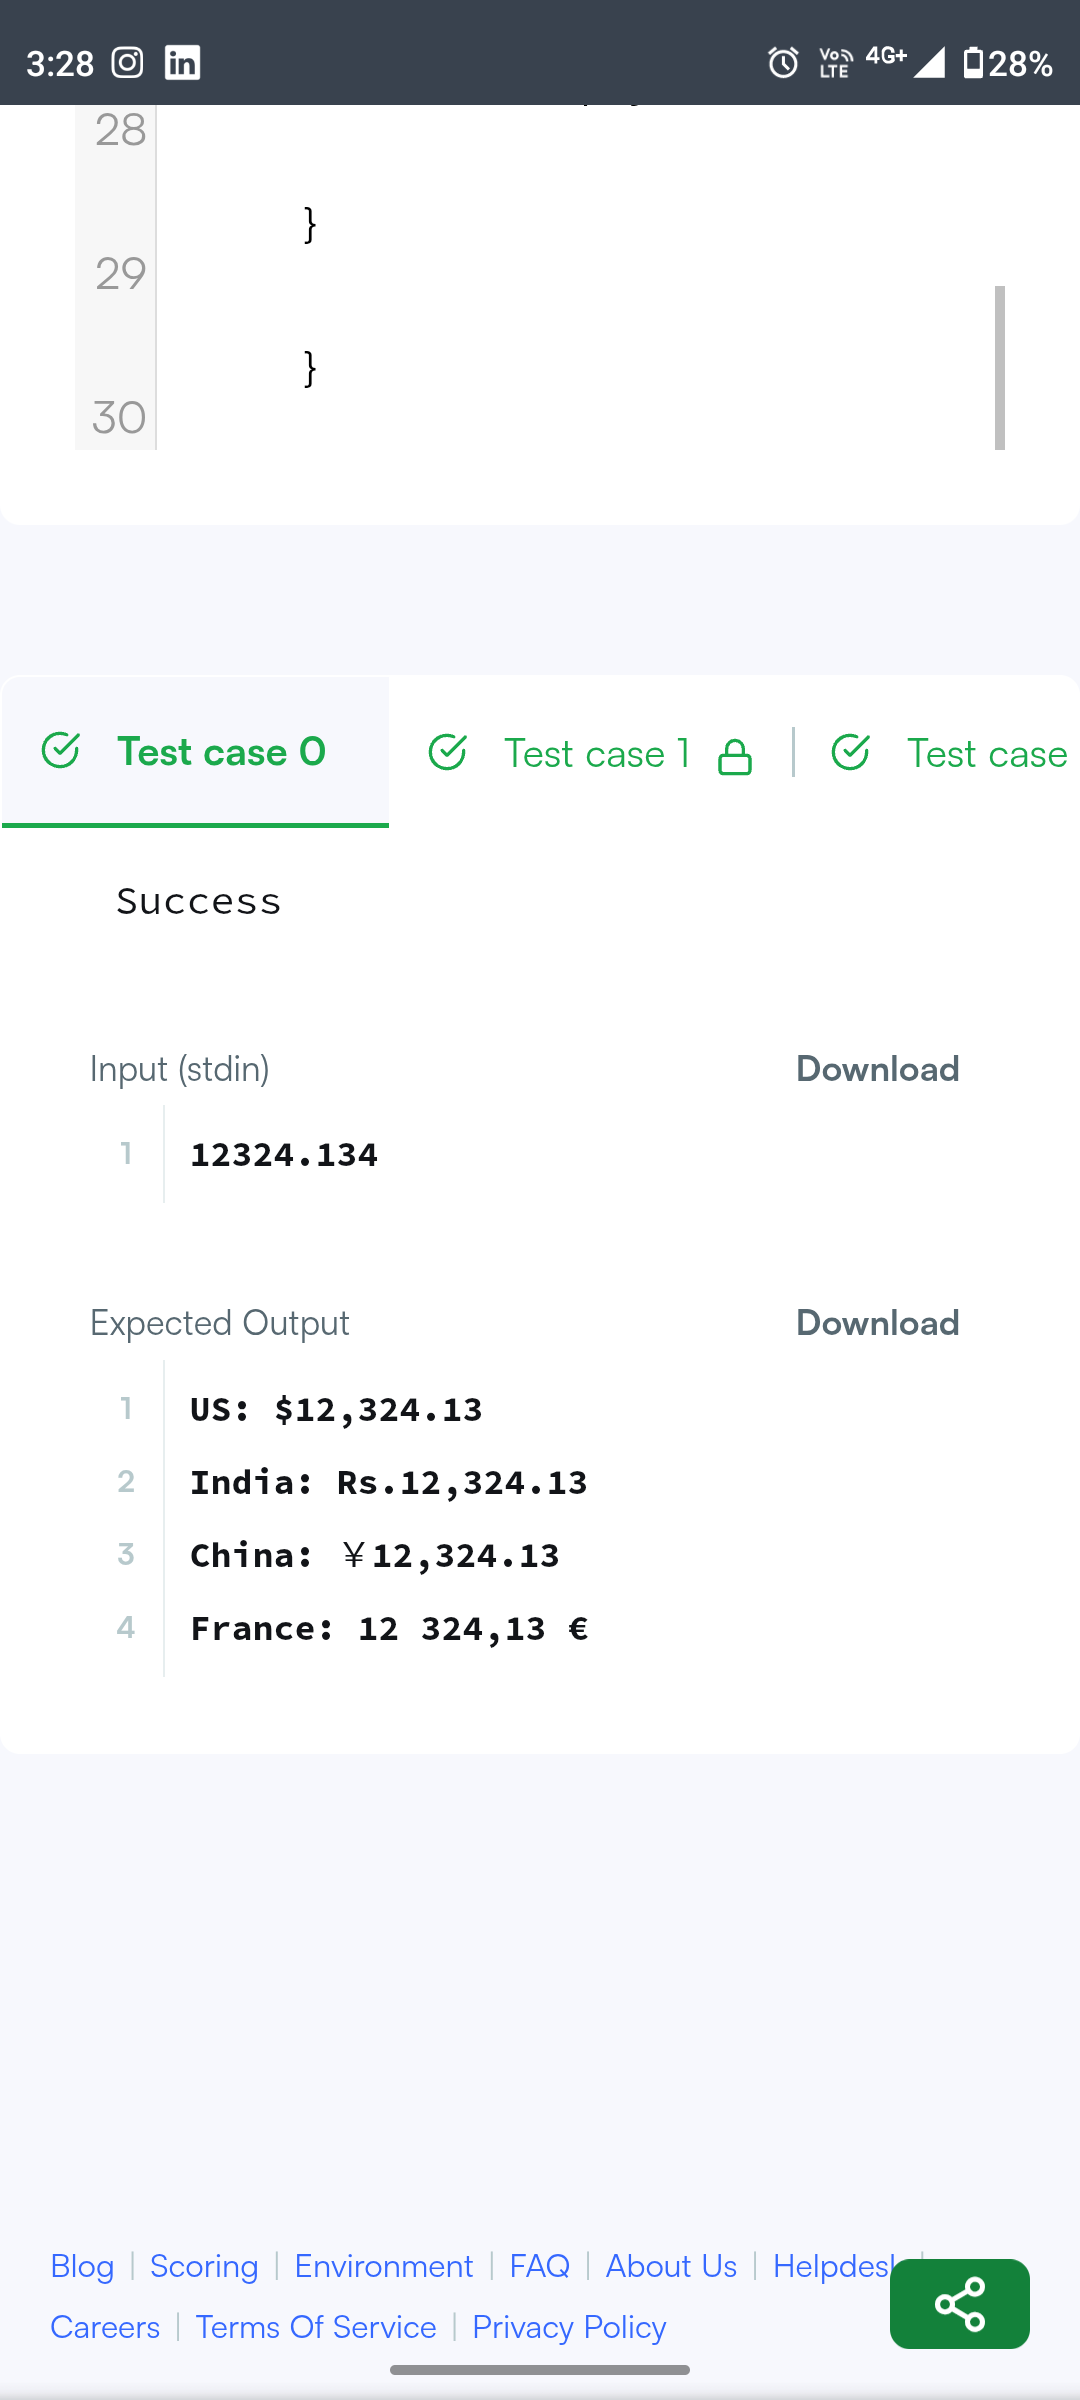 3:28 in VoLTE 4G+ 28%
28
}
29
}
30
Test case 0 Test case 1 Test case
Success
Input (stdin) Download
1 12324.134
Expected Output Download
1 US: $12,324.13
2 India: Rs.12,324.13
3 China: ￥12,324.13
4 France: 12 324,13 €
Blog | Scoring | Environment | FAQ | About Us | Helpdesk |
Careers | Terms Of Service | Privacy Policy